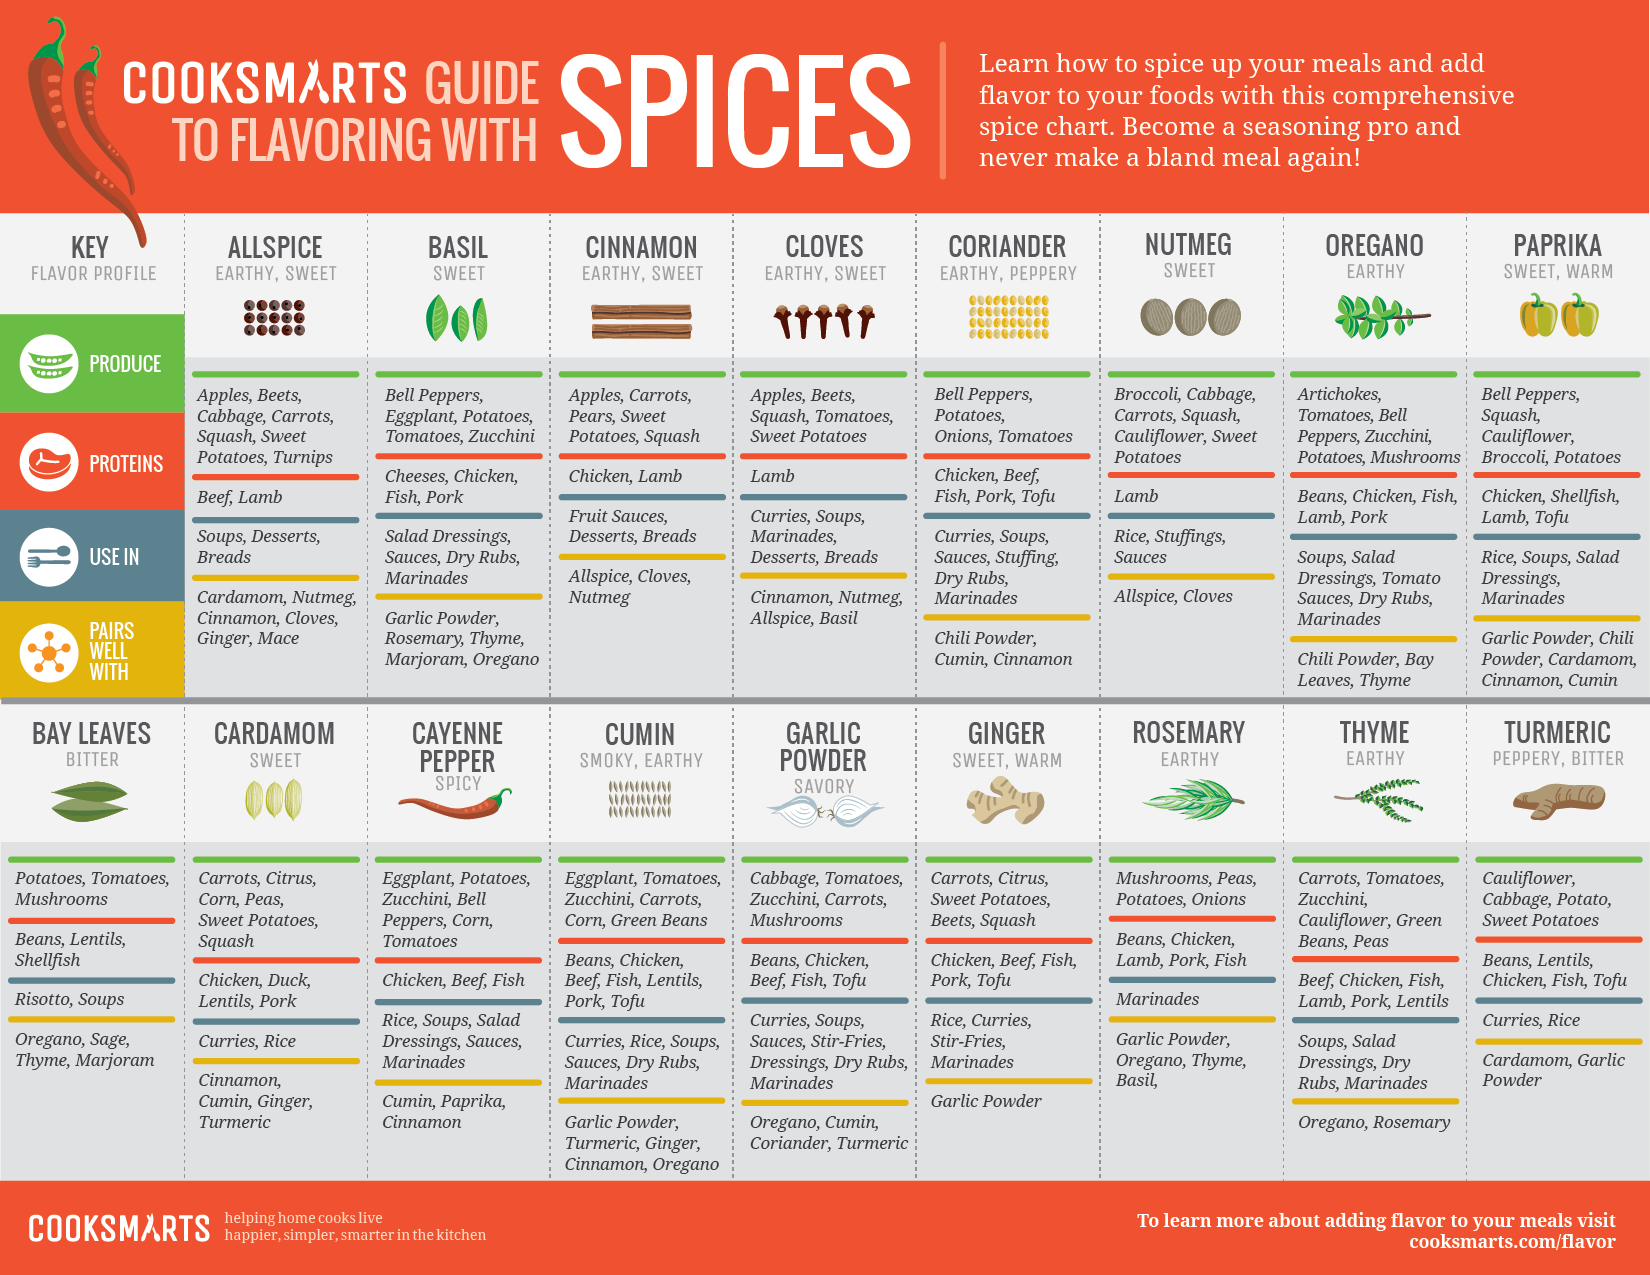 COOKSMARTS GUIDE
TO FLAVORING WITH
SPICES
Learn how to spice up your meals and add
flavor to your foods with this comprehensive
spice chart. Become a seasoning pro and
never make a bland meal again!
KEY
FLAVOR PROFILE
PRODUCE
PROTEINS
USE IN
PAIRS
WELL
WITH
ALLSPICE
EARTHY, SWEET
Apples, Beets,
Cabbage, Carrots,
Squash, Sweet
Potatoes, Turnips
Beef, Lamb
Soups, Desserts,
Breads
Cardamom, Nutmeg,
Cinnamon, Cloves,
Ginger, Mace
BASIL
SWEET
Bell Peppers,
Eggplant, Potatoes,
Tomatoes, Zucchini
Cheeses, Chicken,
Fish, Pork
Salad Dressings,
Sauces, Dry Rubs,
Marinades
Garlic Powder,
Rosemary, Thyme,
Marjoram, Oregano
CINNAMON
EARTHY, SWEET
Apples, Carrots,
Pears, Sweet
Potatoes, Squash
Chicken, Lamb
Fruit Sauces,
Desserts, Breads
Allspice, Cloves,
Nutmeg
CLOVES
EARTHY, SWEET
Apples, Beets,
Squash, Tomatoes,
Sweet Potatoes
Lamb
Curries, Soups,
Marinades,
Desserts, Breads
Cinnamon, Nutmeg,
Allspice, Basil
CORIANDER
EARTHY, PEPPERY
Bell Peppers,
Potatoes,
Onions, Tomatoes
Chicken, Beef,
Fish, Pork, Tofu
Curries, Soups,
Sauces, Stuffing,
Dry Rubs,
Marinades
Chili Powder,
Cumin, Cinnamon
NUTMEG
SWEET
Broccoli, Cabbage,
Carrots, Squash,
Cauliflower, Sweet
Potatoes
Lamb
Rice, Stuffings,
Sauces
Allspice, Cloves
OREGANO
EARTHY
Artichokes,
Tomatoes, Bell
Peppers, Zucchini,
Potatoes, Mushrooms
Beans, Chicken, Fish,
Lamb, Pork
Soups, Salad
Dressings, Tomato
Sauces, Dry Rubs,
Marinades
Chili Powder, Bay
Leaves, Thyme
PAPRIKA
SWEET, WARM
Bell Peppers,
Squash,
Cauliflower,
Broccoli, Potatoes
Chicken, Shellfish,
Lamb, Tofu
Rice, Soups, Salad
Dressings,
Marinades
Garlic Powder, Chili
Powder, Cardamom,
Cinnamon, Cumin
BAY LEAVES
BITTER
Potatoes, Tomatoes,
Mushrooms
Beans, Lentils,
Shellfish
Risotto, Soups
Oregano, Sage,
Thyme, Marjoram
CARDAMOM
SWEET
Carrots, Citrus,
Corn, Peas,
Sweet Potatoes,
Squash
Chicken, Duck,
Lentils, Pork
Curries, Rice
Cinnamon,
Cumin, Ginger,
Turmeric
CAYENNE
PEPPER
SPICY
Eggplant, Potatoes,
Zucchini, Bell
Peppers, Corn,
Tomatoes
Chicken, Beef, Fish
Rice, Soups, Salad
Dressings, Sauces,
Marinades
Cumin, Paprika,
Cinnamon
CUMIN
SMOKY, EARTHY
Eggplant, Tomatoes,
Zucchini, Carrots,
Corn, Green Beans
Beans, Chicken,
Beef, Fish, Lentils,
Pork, Tofu
Curries, Rice, Soups,
Sauces, Dry Rubs,
Marinades
Garlic Powder,
Turmeric, Ginger,
Cinnamon, Oregano
GARLIC
POWDER
SAVORY
Cabbage, Tomatoes,
Zucchini, Carrots,
Mushrooms
Beans, Chicken,
Beef, Fish, Tofu
Curries, Soups,
Sauces, Stir-Fries,
Dressings, Dry Rubs,
Marinades
Oregano, Cumin,
Coriander, Turmeric
GINGER
SWEET, WARM
Carrots, Citrus,
Sweet Potatoes,
Beets, Squash
Chicken, Beef, Fish,
Pork, Tofu
Rice, Curries,
Stir-Fries,
Marinades
Garlic Powder
ROSEMARY
EARTHY
Mushrooms, Peas,
Potatoes, Onions
Beans, Chicken,
Lamb, Pork, Fish
Marinades
Garlic Powder,
Oregano, Thyme,
Basil,
THYME
EARTHY
Carrots, Tomatoes,
Zucchini,
Cauliflower, Green
Beans, Peas
Beef, Chicken, Fish,
Lamb, Pork, Lentils
Soups, Salad
Dressings, Dry
Rubs, Marinades
Oregano, Rosemary
TURMERIC
PEPPERY, BITTER
Cauliflower,
Cabbage, Potato,
Sweet Potatoes
Beans, Lentils,
Chicken, Fish, Tofu
Curries, Rice
Cardamom, Garlic
Powder
COOKSMARTS
helping home cooks live
happier, simpler, smarter in the kitchen
To learn more about adding flavor to your meals visit
cooksmarts.com/flavor